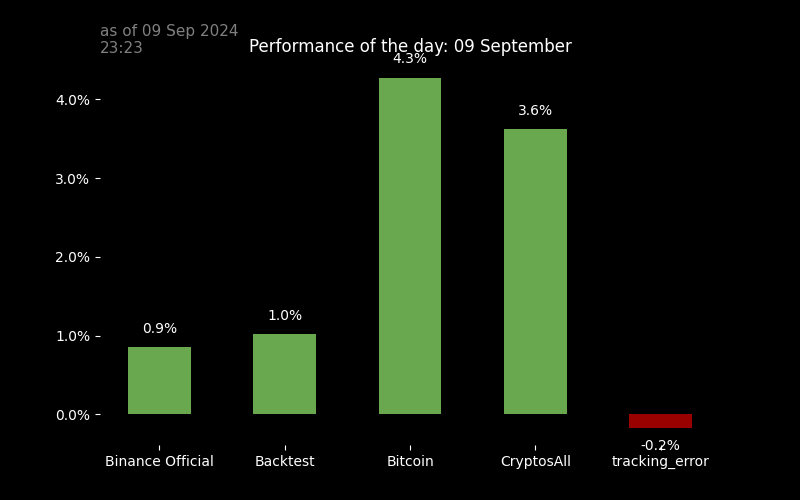 as of 09 Sep 2024
23:23
Performance of the day: 09 September
4.3%
4.0%
3.6%
3.0%
2.0%
1.0%
1.0%
0.9%
0.0%
-0.2%
Binance Official
Backtest
Bitcoin
CryptosAll
tracking_error